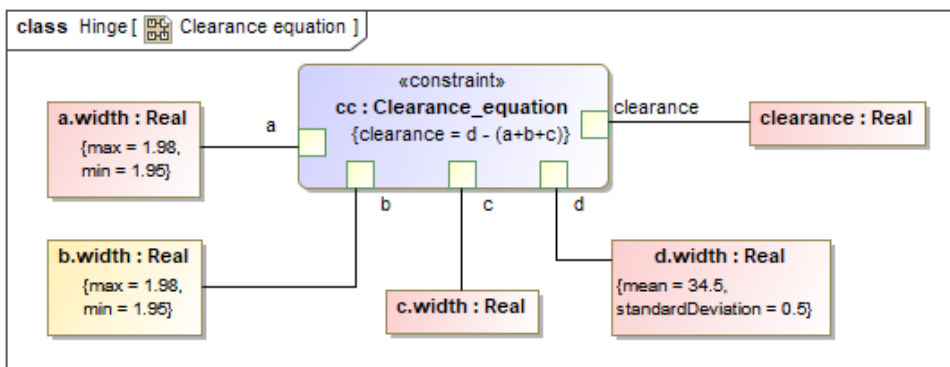 class Hinge [ Clearance equation ]
«constraint»
cc : Clearance_equation
{clearance = d - (a+b+c)}
clearance
clearance : Real
a.width : Real
{max = 1.98,
min = 1.95}
a
b
c
d
b.width : Real
{max = 1.98,
min = 1.95}
c.width : Real
d.width : Real
{mean = 34.5,
standardDeviation = 0.5}